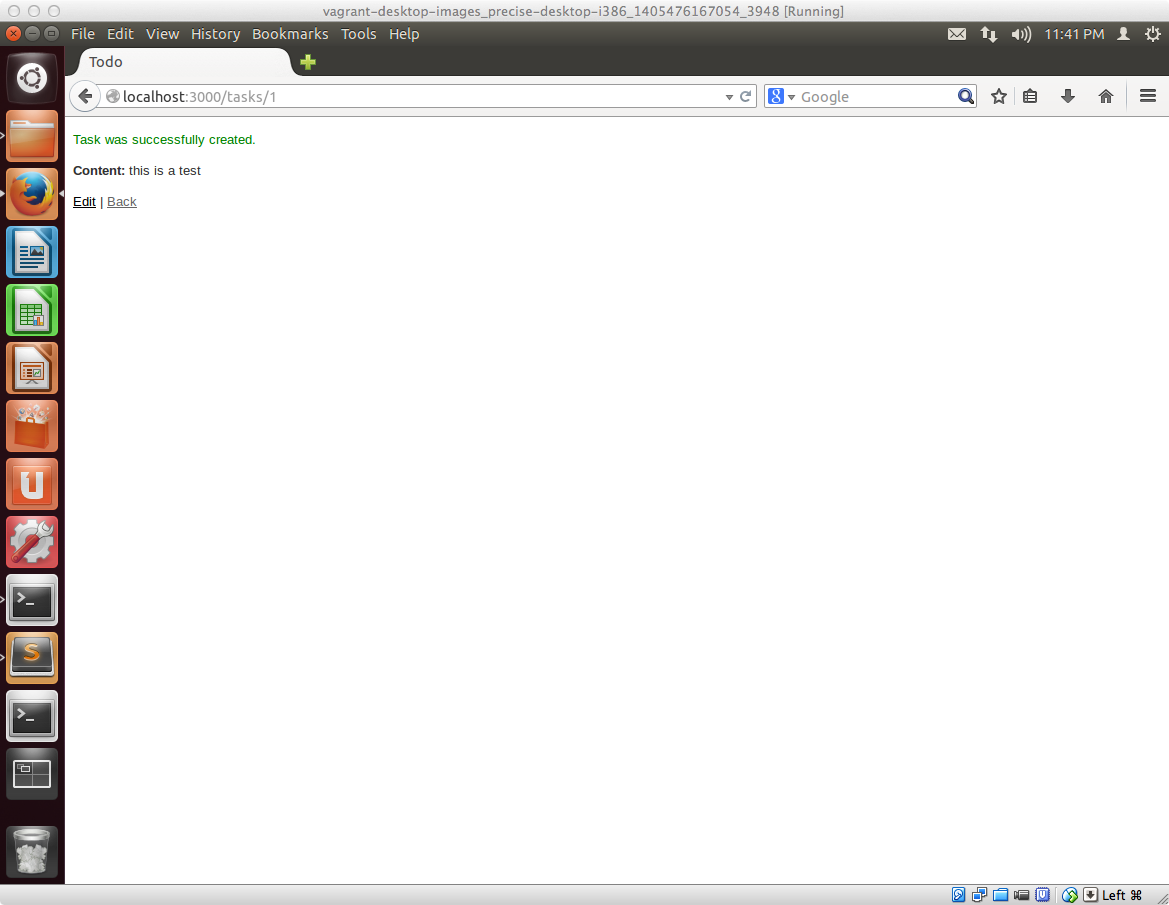 vagrant-desktop-images_precise-desktop-i386_1405476167054_3948 [Running]
File Edit View History Bookmarks Tools Help 11:41 PM
Todo
localhost:3000/tasks/1 8 Google
Task was successfully created.
Content: this is a test
Edit | Back
U
>_
S
>_
Left ⌘